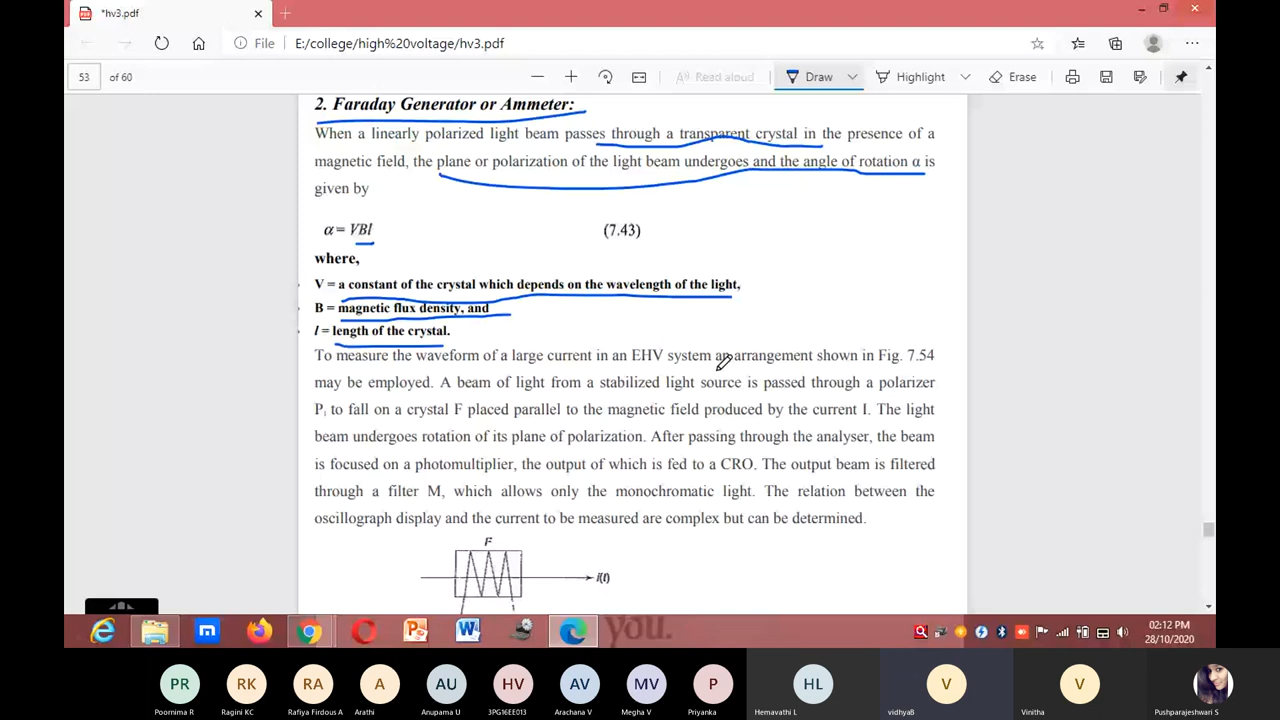 *hv3.pdf
File E:/college/high%20voltage/hv3.pdf
53 of 60 Read aloud Draw Highlight Erase
2. Faraday Generator or Ammeter:
When a linearly polarized light beam passes through a transparent crystal in the presence of a
magnetic field, the plane or polarization of the light beam undergoes and the angle of rotation α is
given by
α = VBl (7.43)
where,
V = a constant of the crystal which depends on the wavelength of the light,
B = magnetic flux density, and
l = length of the crystal.
To measure the waveform of a large current in an EHV system an arrangement shown in Fig. 7.54
may be employed. A beam of light from a stabilized light source is passed through a polarizer
P₁ to fall on a crystal F placed parallel to the magnetic field produced by the current I. The light
beam undergoes rotation of its plane of polarization. After passing through the analyser, the beam
is focused on a photomultiplier, the output of which is fed to a CRO. The output beam is filtered
through a filter M, which allows only the monochromatic light. The relation between the
oscillograph display and the current to be measured are complex but can be determined.
F
i(t)
you.
02:12 PM
28/10/2020
PR RK RA A AU HV AV MV P HL V V
Poornima R Ragini KC Rafiya Firdous A Arathi Anupama U 3PG16EE013 Arachana V Megha V Priyanka Hemavathi L vidhyaB Vinitha Pushparajeshwari S